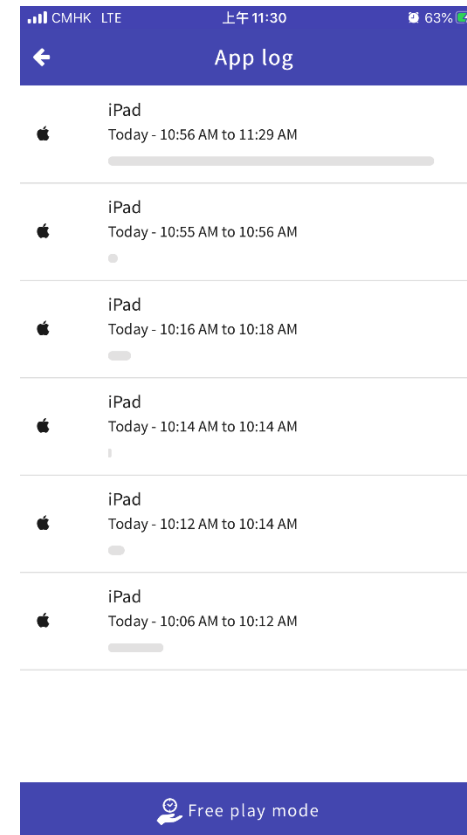 CMHK LTE 上午11:30 63%
App log
iPad
Today - 10:56 AM to 11:29 AM
iPad
Today - 10:55 AM to 10:56 AM
iPad
Today - 10:16 AM to 10:18 AM
iPad
Today - 10:14 AM to 10:14 AM
iPad
Today - 10:12 AM to 10:14 AM
iPad
Today - 10:06 AM to 10:12 AM
Free play mode